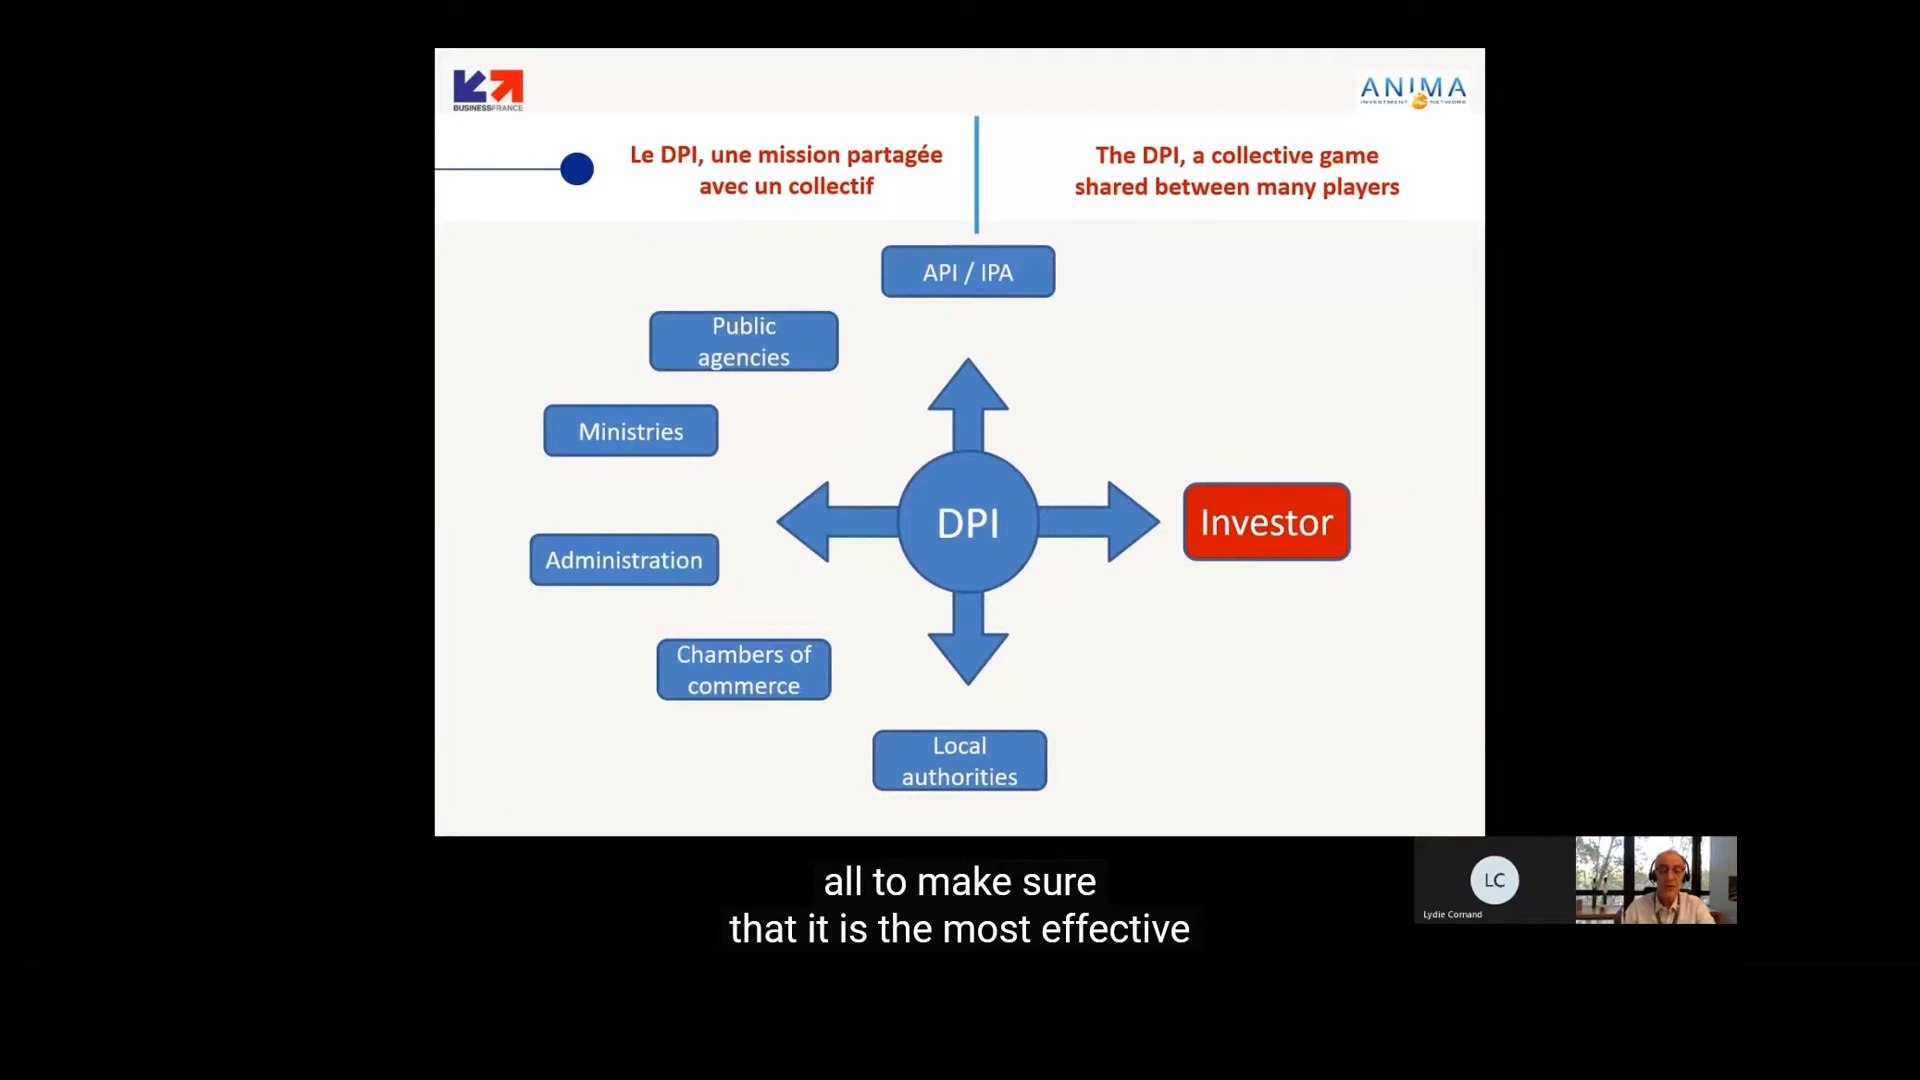 BUSINESSFRANCE
ANIMA
INVESTMENT NETWORK
Le DPI, une mission partagée
avec un collectif
The DPI, a collective game
shared between many players
API / IPA
Public
agencies
Ministries
DPI
Investor
Administration
Chambers of
commerce
Local
authorities
LC
Lydie Cornand
all to make sure
that it is the most effective